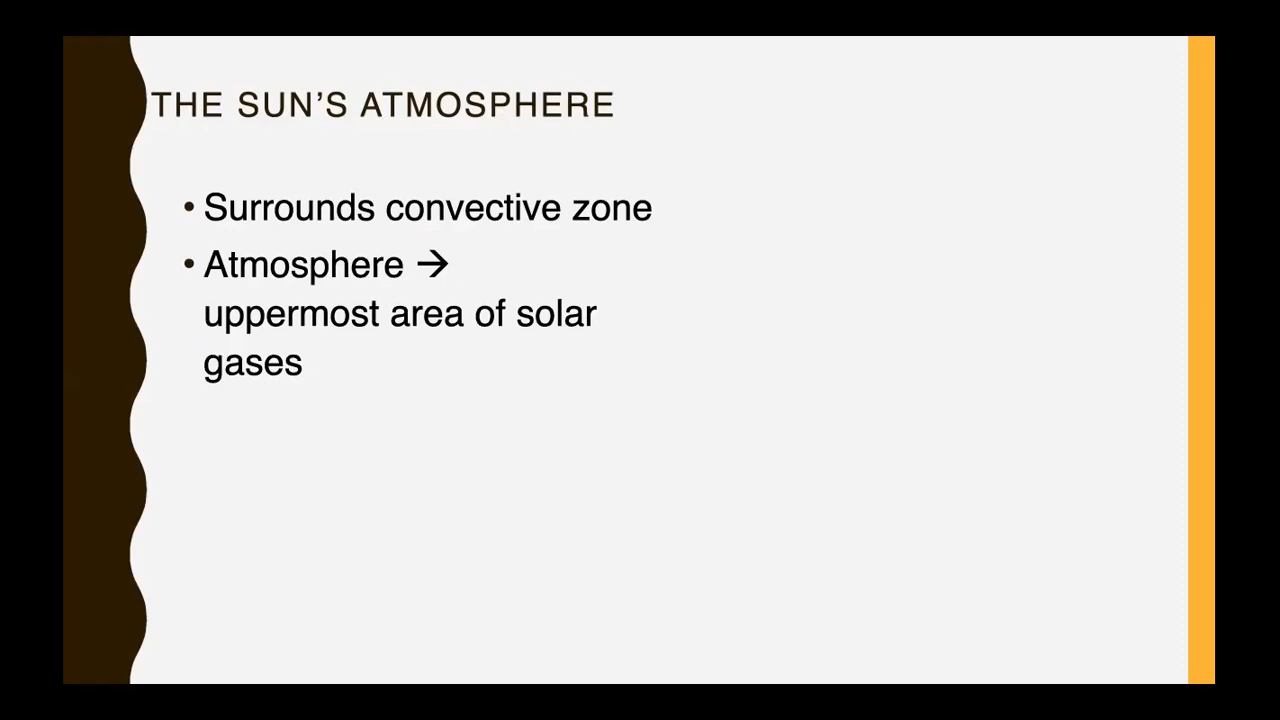 THE SUN’S ATMOSPHERE
• Surrounds convective zone
• Atmosphere →
uppermost area of solar
gases